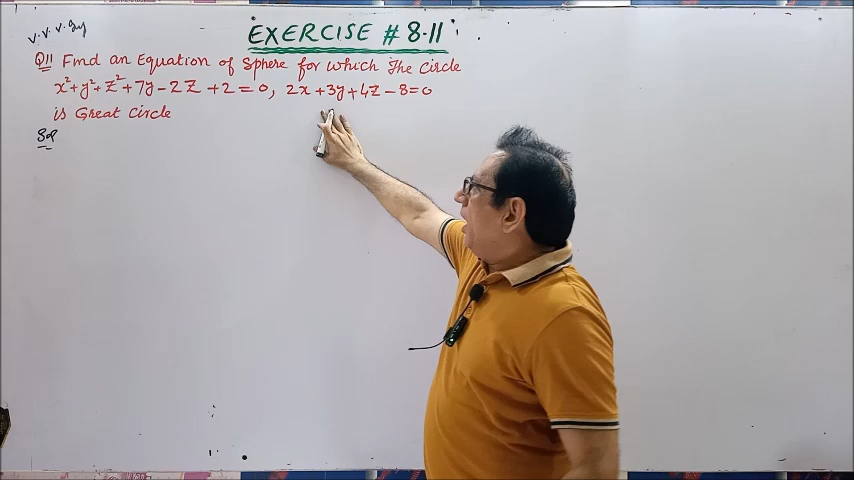 v.v.v.Imp
EXERCISE # 8.11
Q11 Find an Equation of Sphere for which The Circle
x²+y²+z²+7y-2z+2=0, 2x+3y+4z-8=0
is Great Circle
Sol